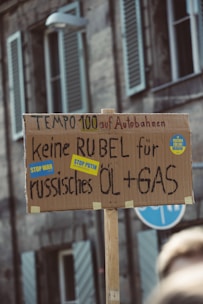 TEMPO 100 auf Autobahnen
keine RUBEL für
STOP WAR
STOP PUTIN
russisches ÖL + GAS